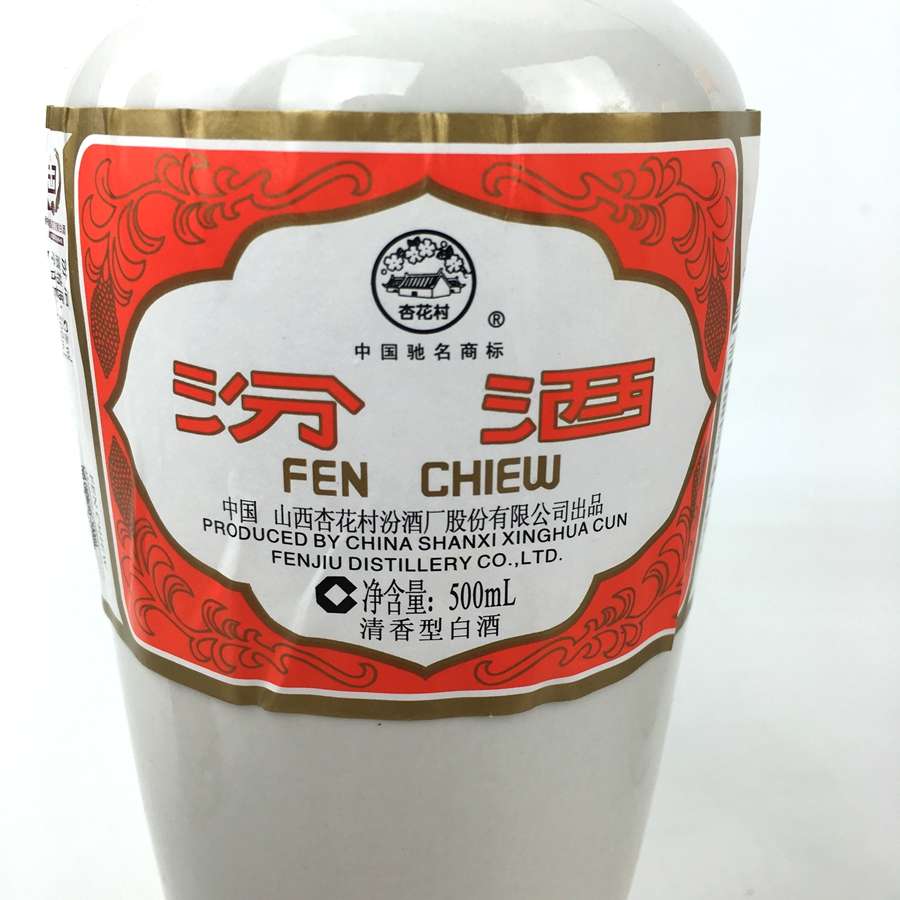 杏花村
®
中国驰名商标
汾酒
FEN CHIEW
中国 山西杏花村汾酒厂股份有限公司出品
PRODUCED BY CHINA SHANXI XINGHUA CUN
FENJIU DISTILLERY CO.,LTD.
净含量：500mL
清香型白酒